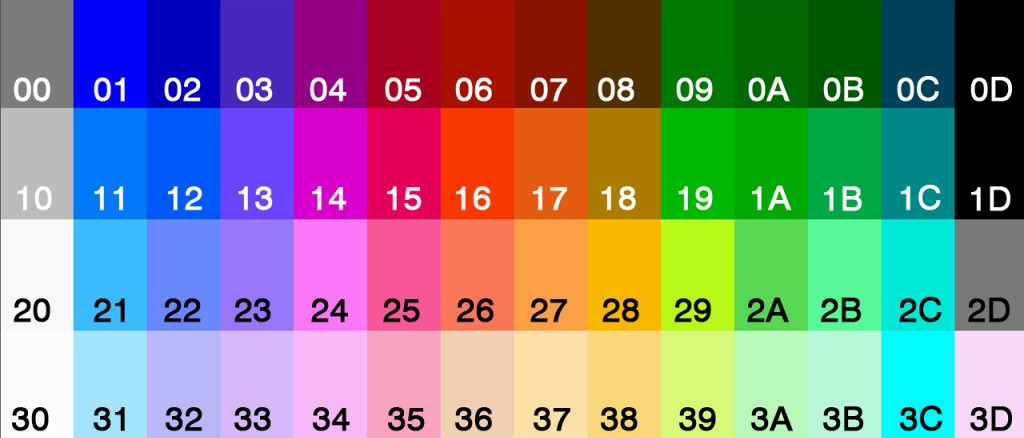 00 01 02 03 04 05 06 07 08 09 0A 0B 0C 0D
10 11 12 13 14 15 16 17 18 19 1A 1B 1C 1D
20 21 22 23 24 25 26 27 28 29 2A 2B 2C 2D
30 31 32 33 34 35 36 37 38 39 3A 3B 3C 3D